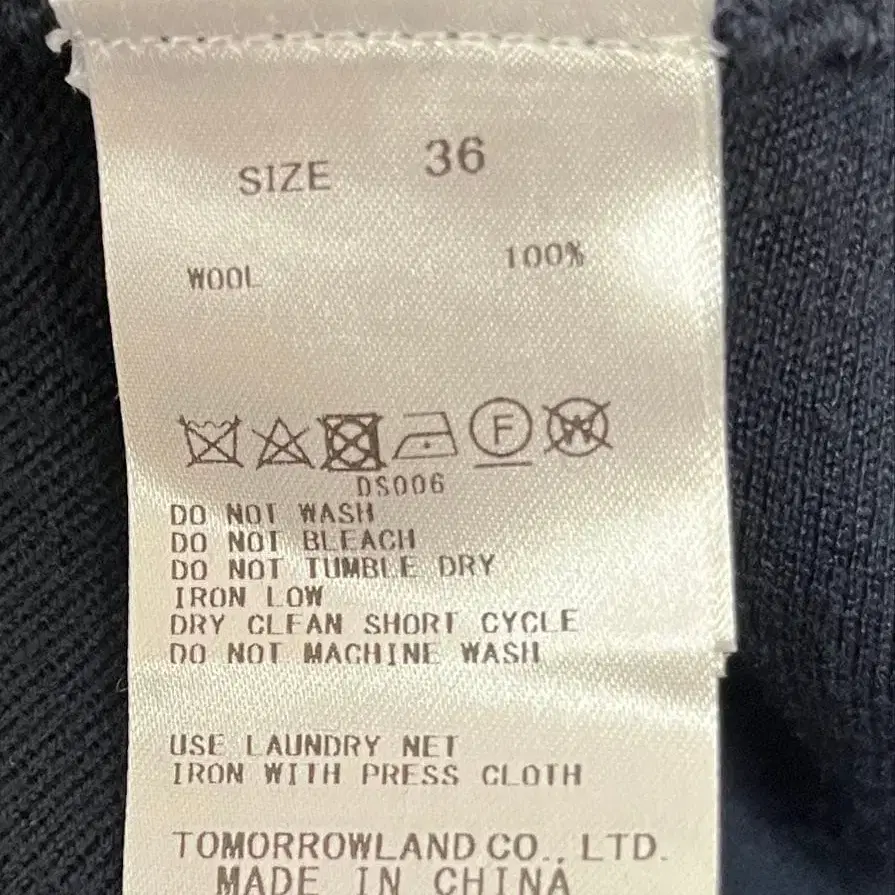 SIZE 36
WOOL 100%
F W
DS006
DO NOT WASH
DO NOT BLEACH
DO NOT TUMBLE DRY
IRON LOW
DRY CLEAN SHORT CYCLE
DO NOT MACHINE WASH
USE LAUNDRY NET
IRON WITH PRESS CLOTH
TOMORROWLAND CO., LTD.
MADE IN CHINA